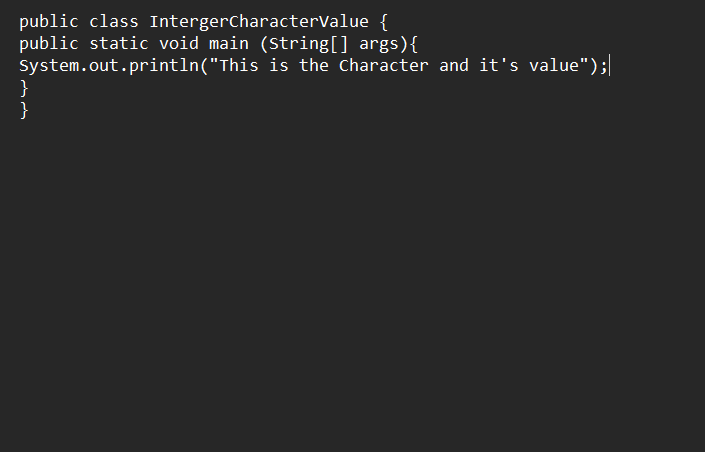 public class IntergerCharacterValue {
public static void main (String[] args){
System.out.println("This is the Character and it's value");
}
}